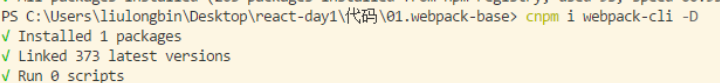 PS C:\Users\liulongbin\Desktop\react-day1\代码\01.webpack-base> cnpm i webpack-cli -D
√ Installed 1 packages
√ Linked 373 latest versions
√ Run 0 scripts